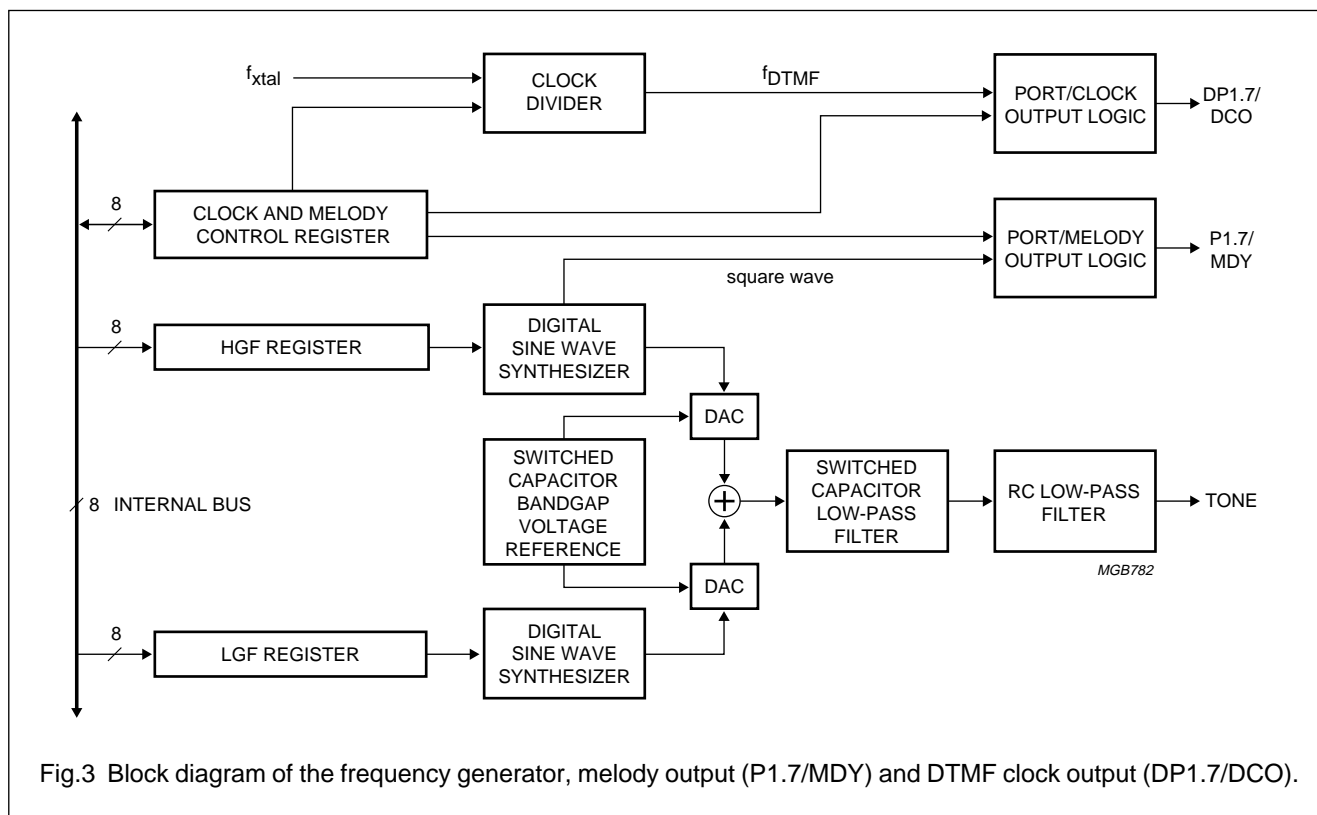 fxtal
CLOCK
DIVIDER
fDTMF
PORT/CLOCK
OUTPUT LOGIC
DP1.7/
DCO
8
CLOCK AND MELODY
CONTROL REGISTER
PORT/MELODY
OUTPUT LOGIC
P1.7/
MDY
square wave
8
HGF REGISTER
DIGITAL
SINE WAVE
SYNTHESIZER
DAC
SWITCHED
CAPACITOR
BANDGAP
VOLTAGE
REFERENCE
+
SWITCHED
CAPACITOR
LOW-PASS
FILTER
RC LOW-PASS
FILTER
TONE
8 INTERNAL BUS
MGB782
DAC
8
LGF REGISTER
DIGITAL
SINE WAVE
SYNTHESIZER
Fig.3 Block diagram of the frequency generator, melody output (P1.7/MDY) and DTMF clock output (DP1.7/DCO).